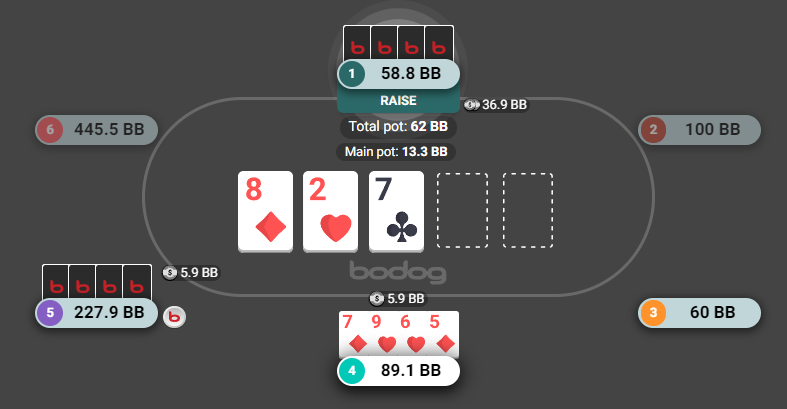 b b b b
1 58.8 BB
RAISE
$ 36.9 BB
6 445.5 BB
Total pot: 62 BB
2 100 BB
Main pot: 13.3 BB
8 2 7
bodog
b b b b
$ 5.9 BB
$ 5.9 BB
5 227.9 BB
b
7 9 6 5
3 60 BB
4 89.1 BB